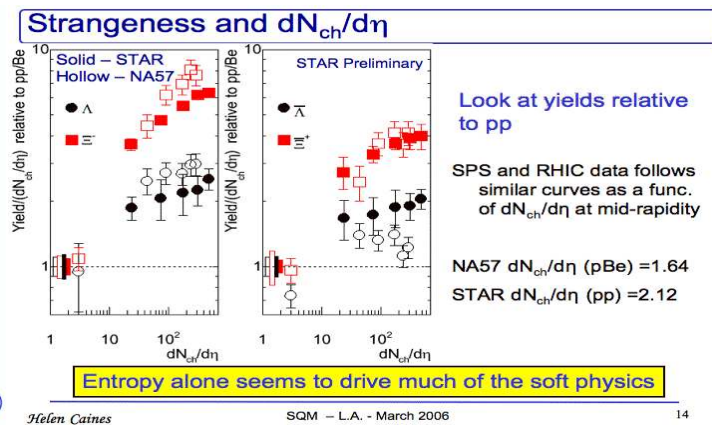 Strangeness and dNch/dη
10
Solid – STAR
Hollow – NA57
Λ
Ξ-
Yield/(dNch/dη) relative to pp/Be
1
1
10
10²
dNch/dη
10
STAR Preliminary
Λ̅
Ξ̅+
Yield/(dNch/dη) relative to pp/Be
1
1
10
10²
dNch/dη
Look at yields relative
to pp
SPS and RHIC data follows
similar curves as a func.
of dNch/dη at mid-rapidity
NA57 dNch/dη (pBe) =1.64
STAR dNch/dη (pp) =2.12
Entropy alone seems to drive much of the soft physics
Helen Caines
SQM – L.A. - March 2006
14